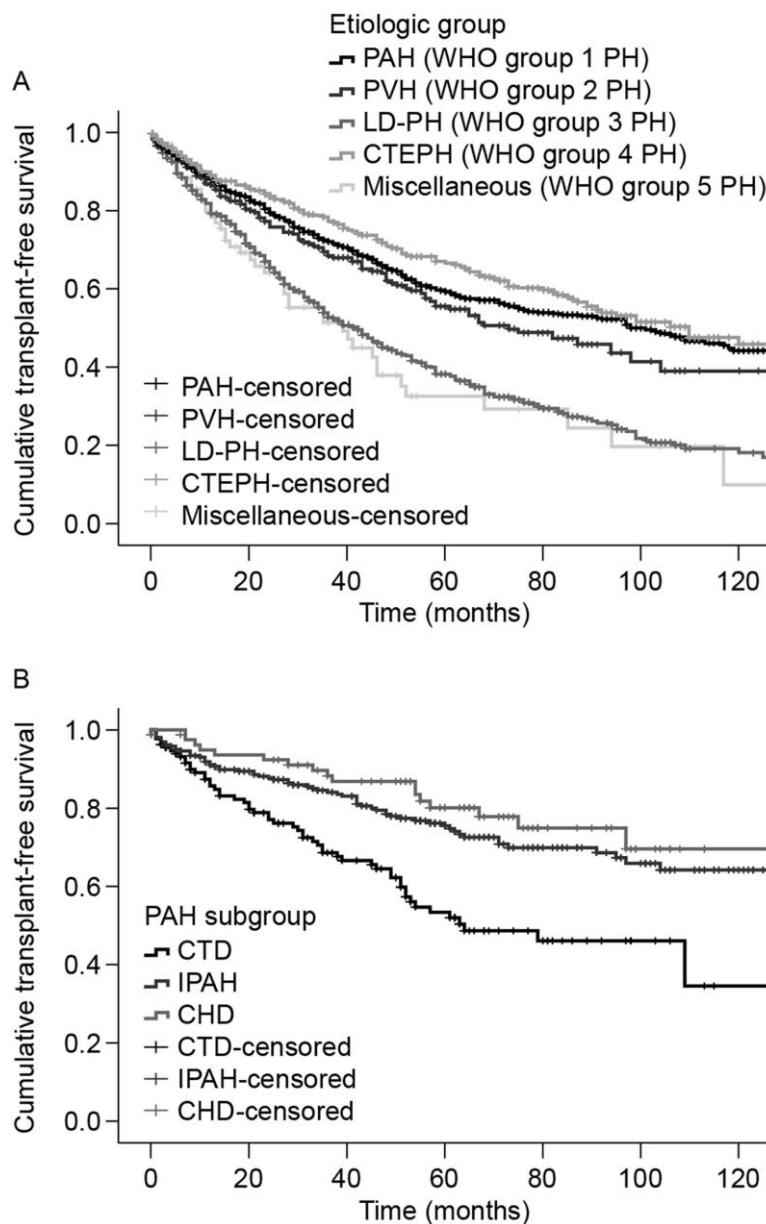 Etiologic group
PAH (WHO group 1 PH)
PVH (WHO group 2 PH)
LD-PH (WHO group 3 PH)
CTEPH (WHO group 4 PH)
Miscellaneous (WHO group 5 PH)
A
Cumulative transplant-free survival
1.0
0.8
0.6
0.4
0.2
0.0
PAH-censored
PVH-censored
LD-PH-censored
CTEPH-censored
Miscellaneous-censored
0 20 40 60 80 100 120
Time (months)
B
Cumulative transplant-free survival
1.0
0.8
0.6
0.4
0.2
0.0
PAH subgroup
CTD
IPAH
CHD
CTD-censored
IPAH-censored
CHD-censored
0 20 40 60 80 100 120
Time (months)